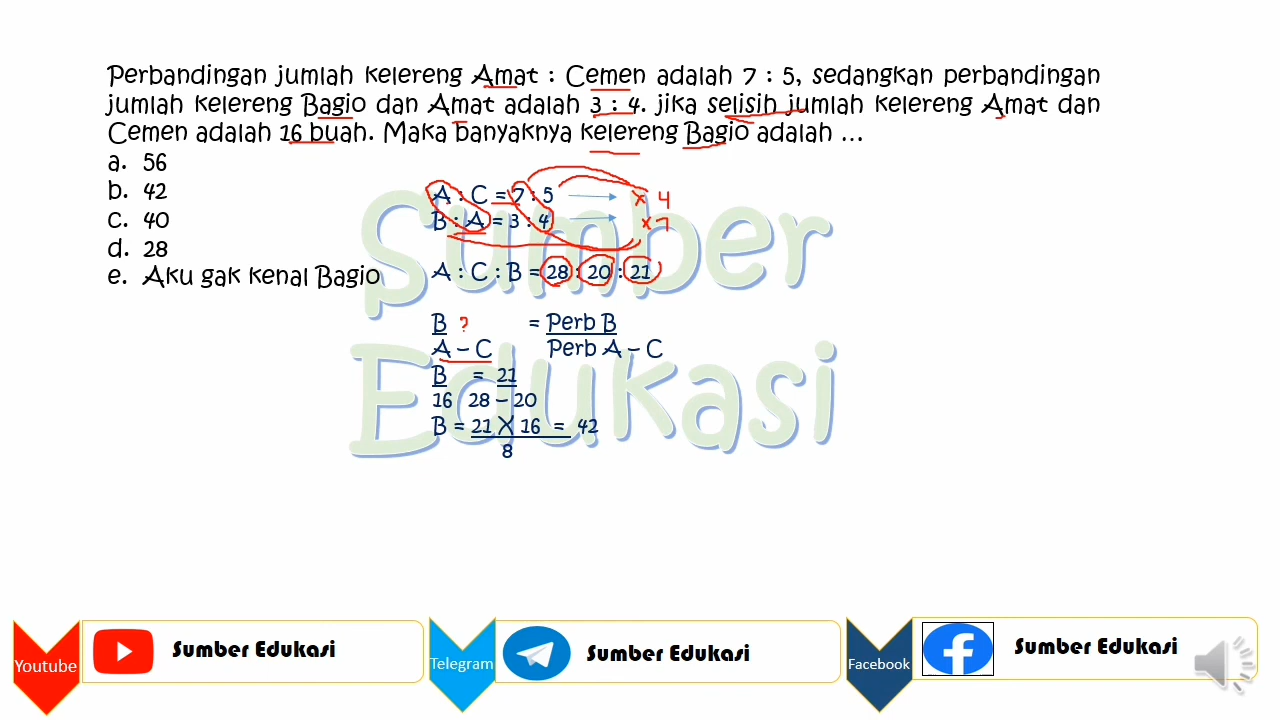 Perbandingan jumlah kelereng Amat : Cemen adalah 7 : 5, sedangkan perbandingan
jumlah kelereng Bagio dan Amat adalah 3 : 4. jika selisih jumlah kelereng Amat dan
Cemen adalah 16 buah. Maka banyaknya kelereng Bagio adalah ...
a. 56
b. 42
c. 40
d. 28
e. Aku gak kenal Bagio
A : C = 7 : 5 x 4
B : A = 3 : 4 x 7
A : C : B = 28 : 20 : 21
B ? = Perb B
A – C Perb A – C
B = 21
16 28 – 20
B = 21 X 16 = 42
8
Sumber
Edukasi
Youtube
Sumber Edukasi
Telegram
Sumber Edukasi
Facebook
Sumber Edukasi